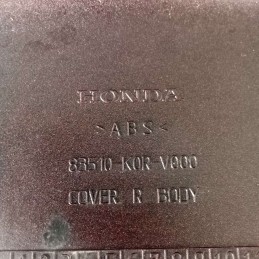 HONDA
>ABS<
83510-K0R-V000
COVER R BODY